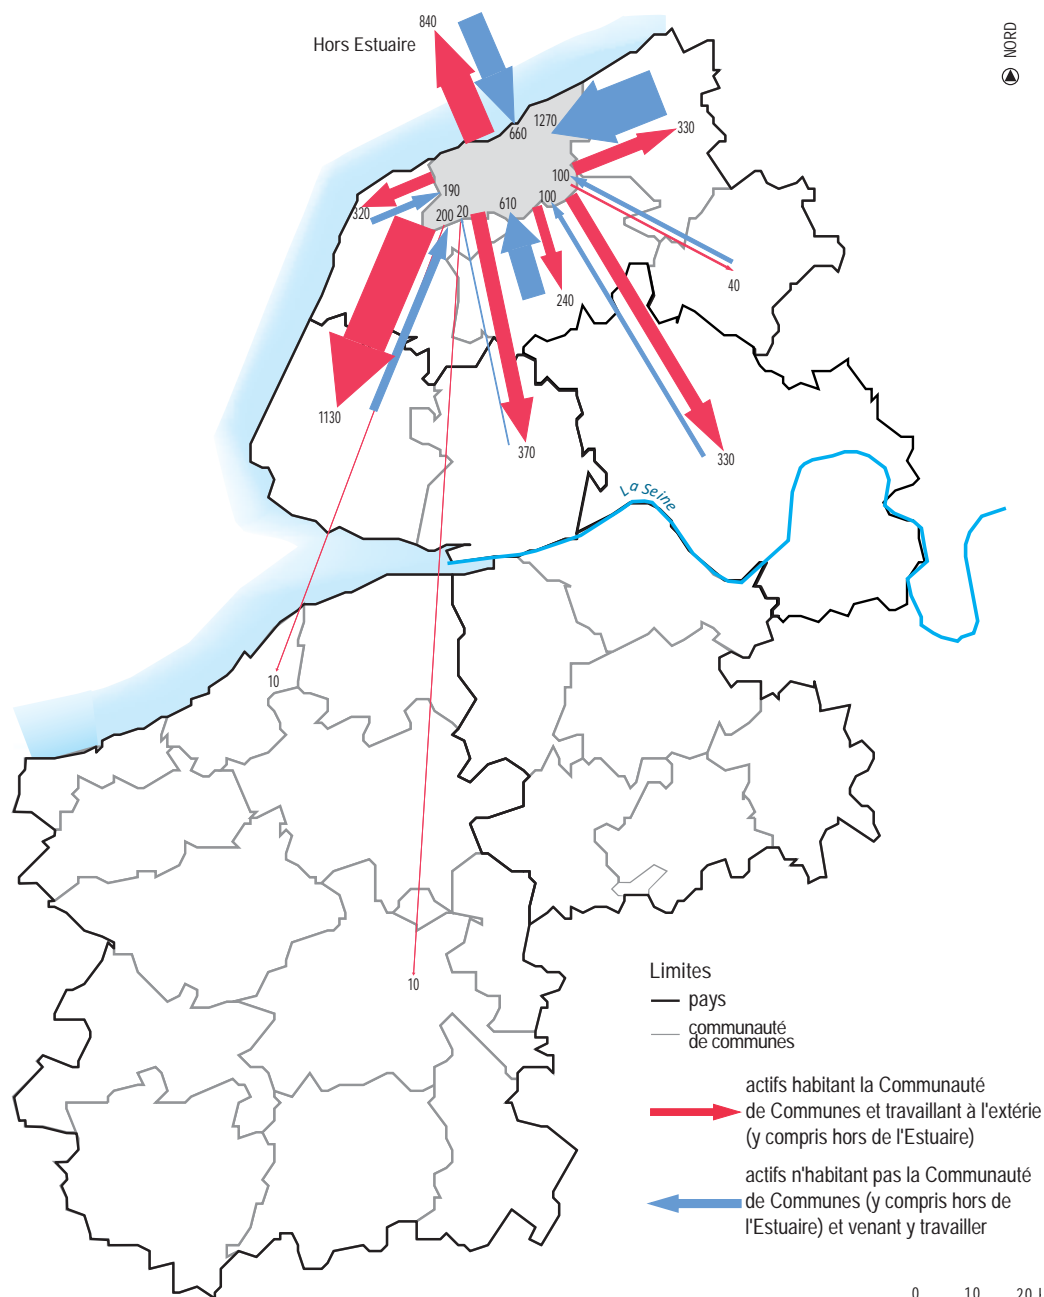 840
Hors Estuaire
NORD
1270
660
330
100
190
100
320
200
20
610
40
240
1130
370
330
La Seine
10
10
Limites
pays
communauté
de communes
actifs habitant la Communauté
de Communes et travaillant à l'extérie
(y compris hors de l'Estuaire)
actifs n'habitant pas la Communauté
de Communes (y compris hors de
l'Estuaire) et venant y travailler
0 10 20